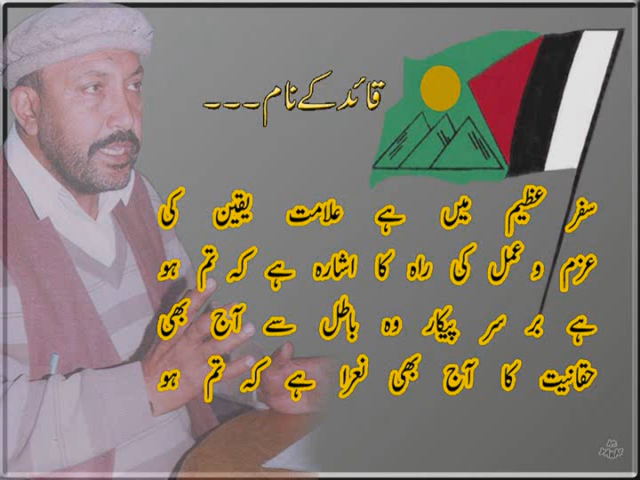 قائد کے نام ۔ ۔ ۔
سفر عظیم میں ہے علامت یقین کی
عزم و عمل کی راہ کا اشارہ ہے کہ تم ہو
ہے بر سر پیکار وہ باطل سے آج بھی
حقانیت کا آج بھی نعرا ہے کہ تم ہو